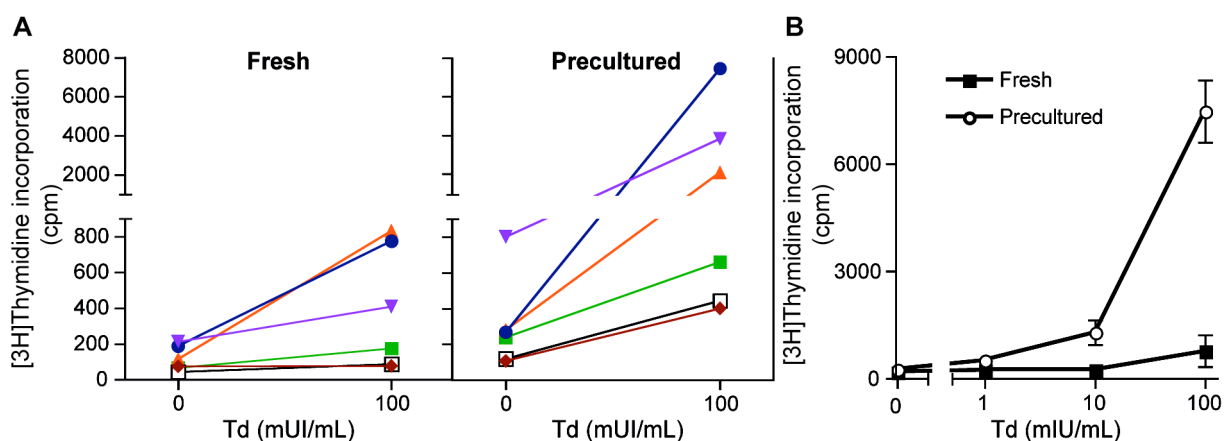 A
Fresh
Precultured
[3H]Thymidine incorporation
(cpm)
8000
6000
4000
2000
800
600
400
200
0
0
100
0
100
Td (mUI/mL)
Td (mUI/mL)
B
[3H]Thymidine incorporation
(cpm)
9000
6000
3000
0
Fresh
Precultured
0
1
10
100
Td (mIU/mL)